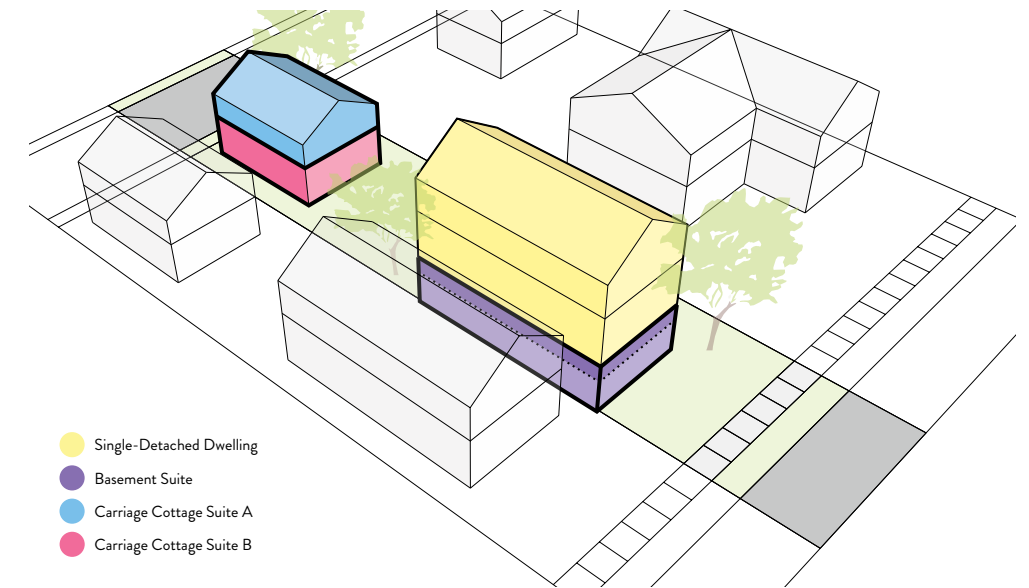 Single-Detached Dwelling
Basement Suite
Carriage Cottage Suite A
Carriage Cottage Suite B